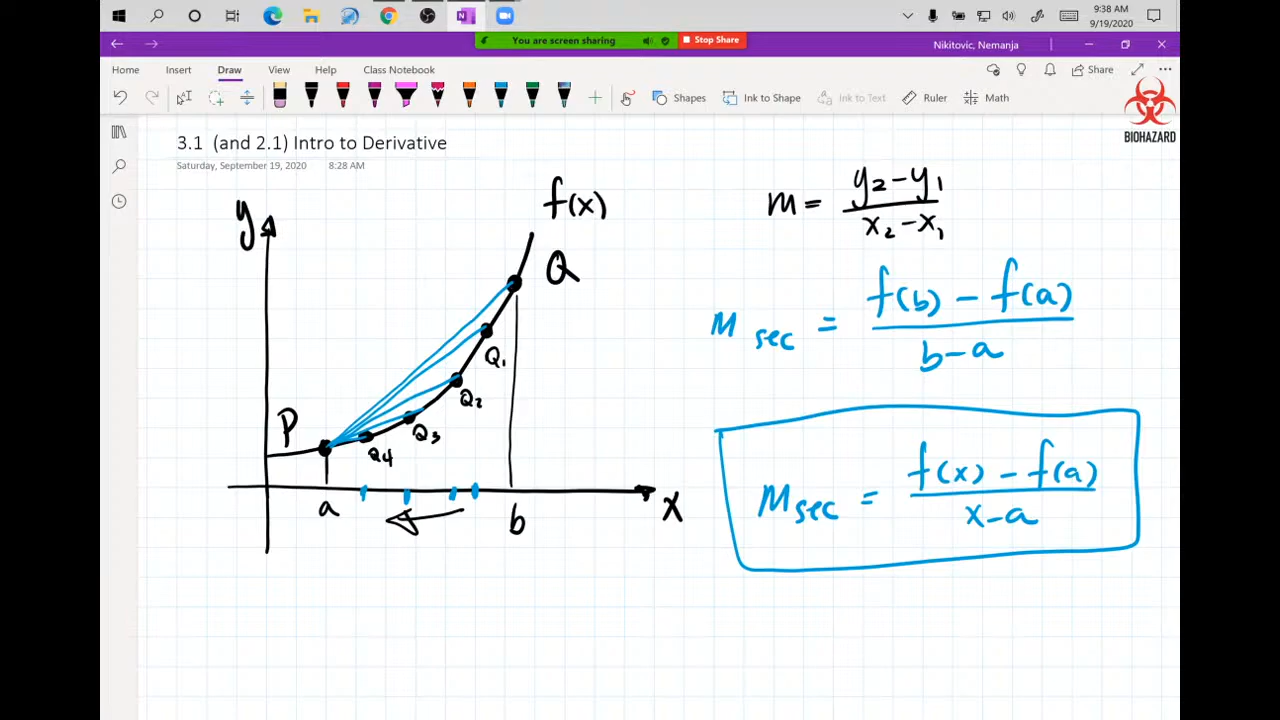 9:38 AM
9/19/2020
You are screen sharing
Stop Share
Nikitovic, Nemanja
Home Insert Draw View Help Class Notebook
Share
Shapes Ink to Shape Ink to Text Ruler Math
BIOHAZARD
3.1 (and 2.1) Intro to Derivative
Saturday, September 19, 2020 8:28 AM
y
f(x)
Q
Q1
Q2
Q3
Q4
P
a
b
x
m = y2 - y1 / x2 - x1
Msec = f(b) - f(a) / b - a
Msec = f(x) - f(a) / x - a